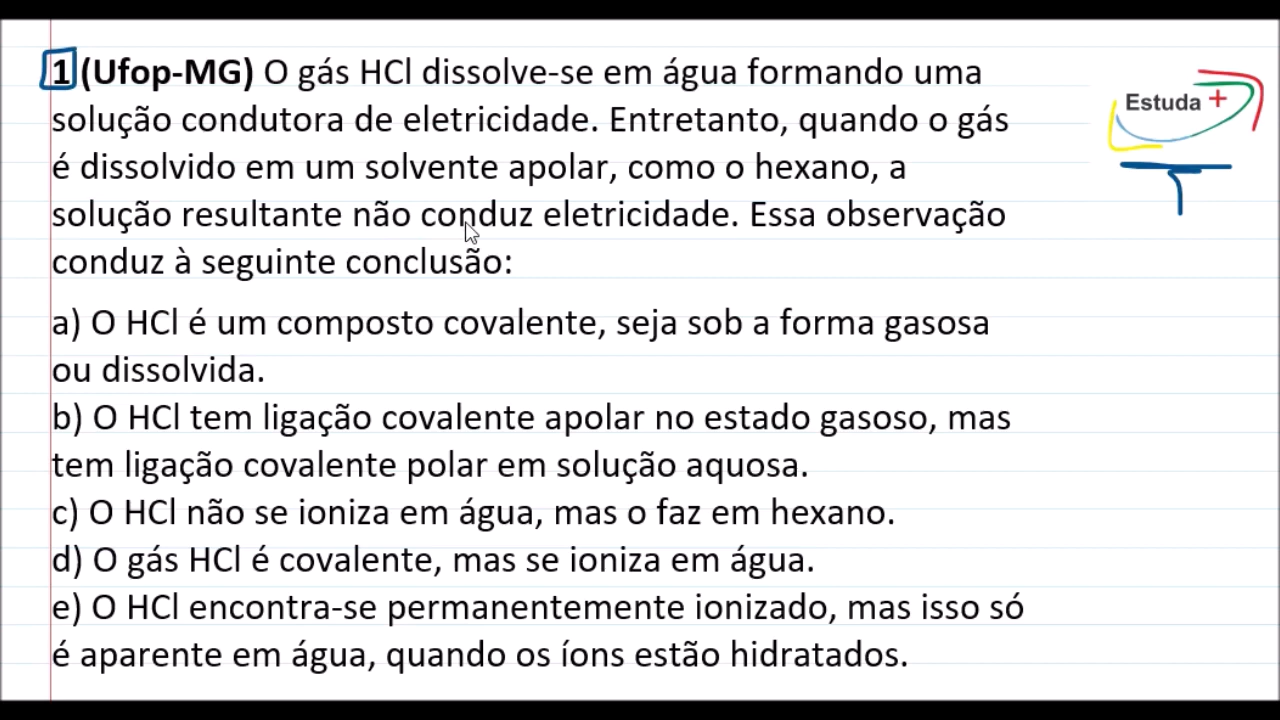 1 (Ufop-MG) O gás HCl dissolve-se em água formando uma
solução condutora de eletricidade. Entretanto, quando o gás
é dissolvido em um solvente apolar, como o hexano, a
solução resultante não conduz eletricidade. Essa observação
conduz à seguinte conclusão:
a) O HCl é um composto covalente, seja sob a forma gasosa
ou dissolvida.
b) O HCl tem ligação covalente apolar no estado gasoso, mas
tem ligação covalente polar em solução aquosa.
c) O HCl não se ioniza em água, mas o faz em hexano.
d) O gás HCl é covalente, mas se ioniza em água.
e) O HCl encontra-se permanentemente ionizado, mas isso só
é aparente em água, quando os íons estão hidratados.
Estuda +